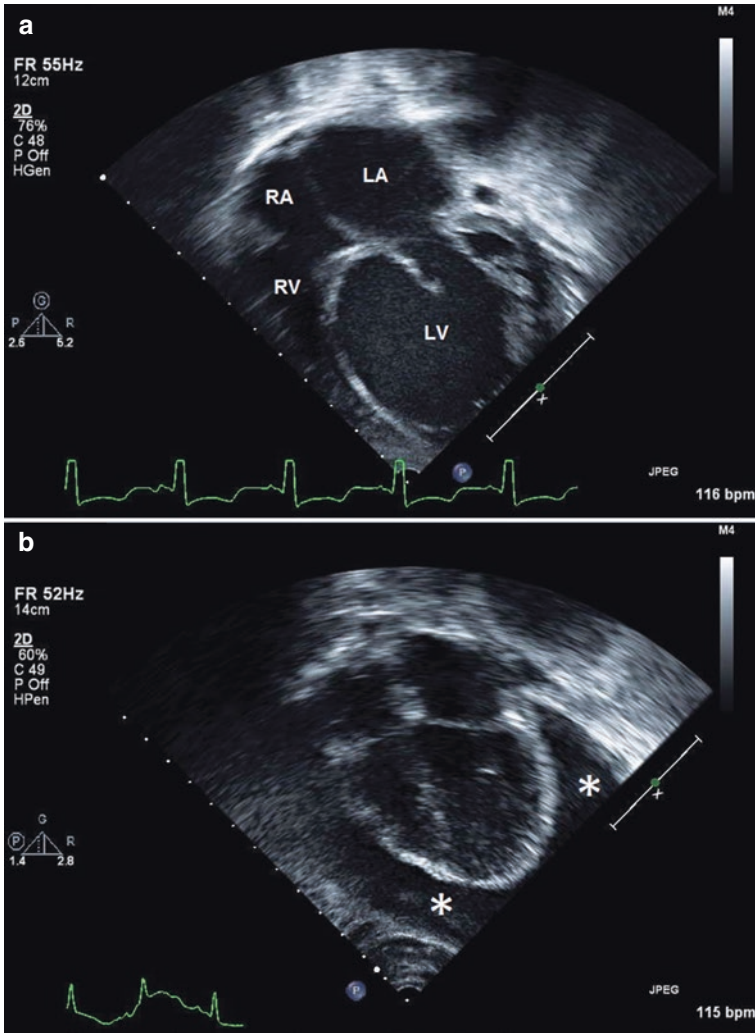 a
M4
FR 55Hz
12cm
2D
76%
C 48
P Off
HGen
RA
LA
RV
LV
G
P R
2.6 5.2
x
P
JPEG
116 bpm
b
M4
FR 52Hz
14cm
2D
60%
C 49
P Off
HPen
*
x
G
P R
1.4 2.8
*
P
JPEG
115 bpm